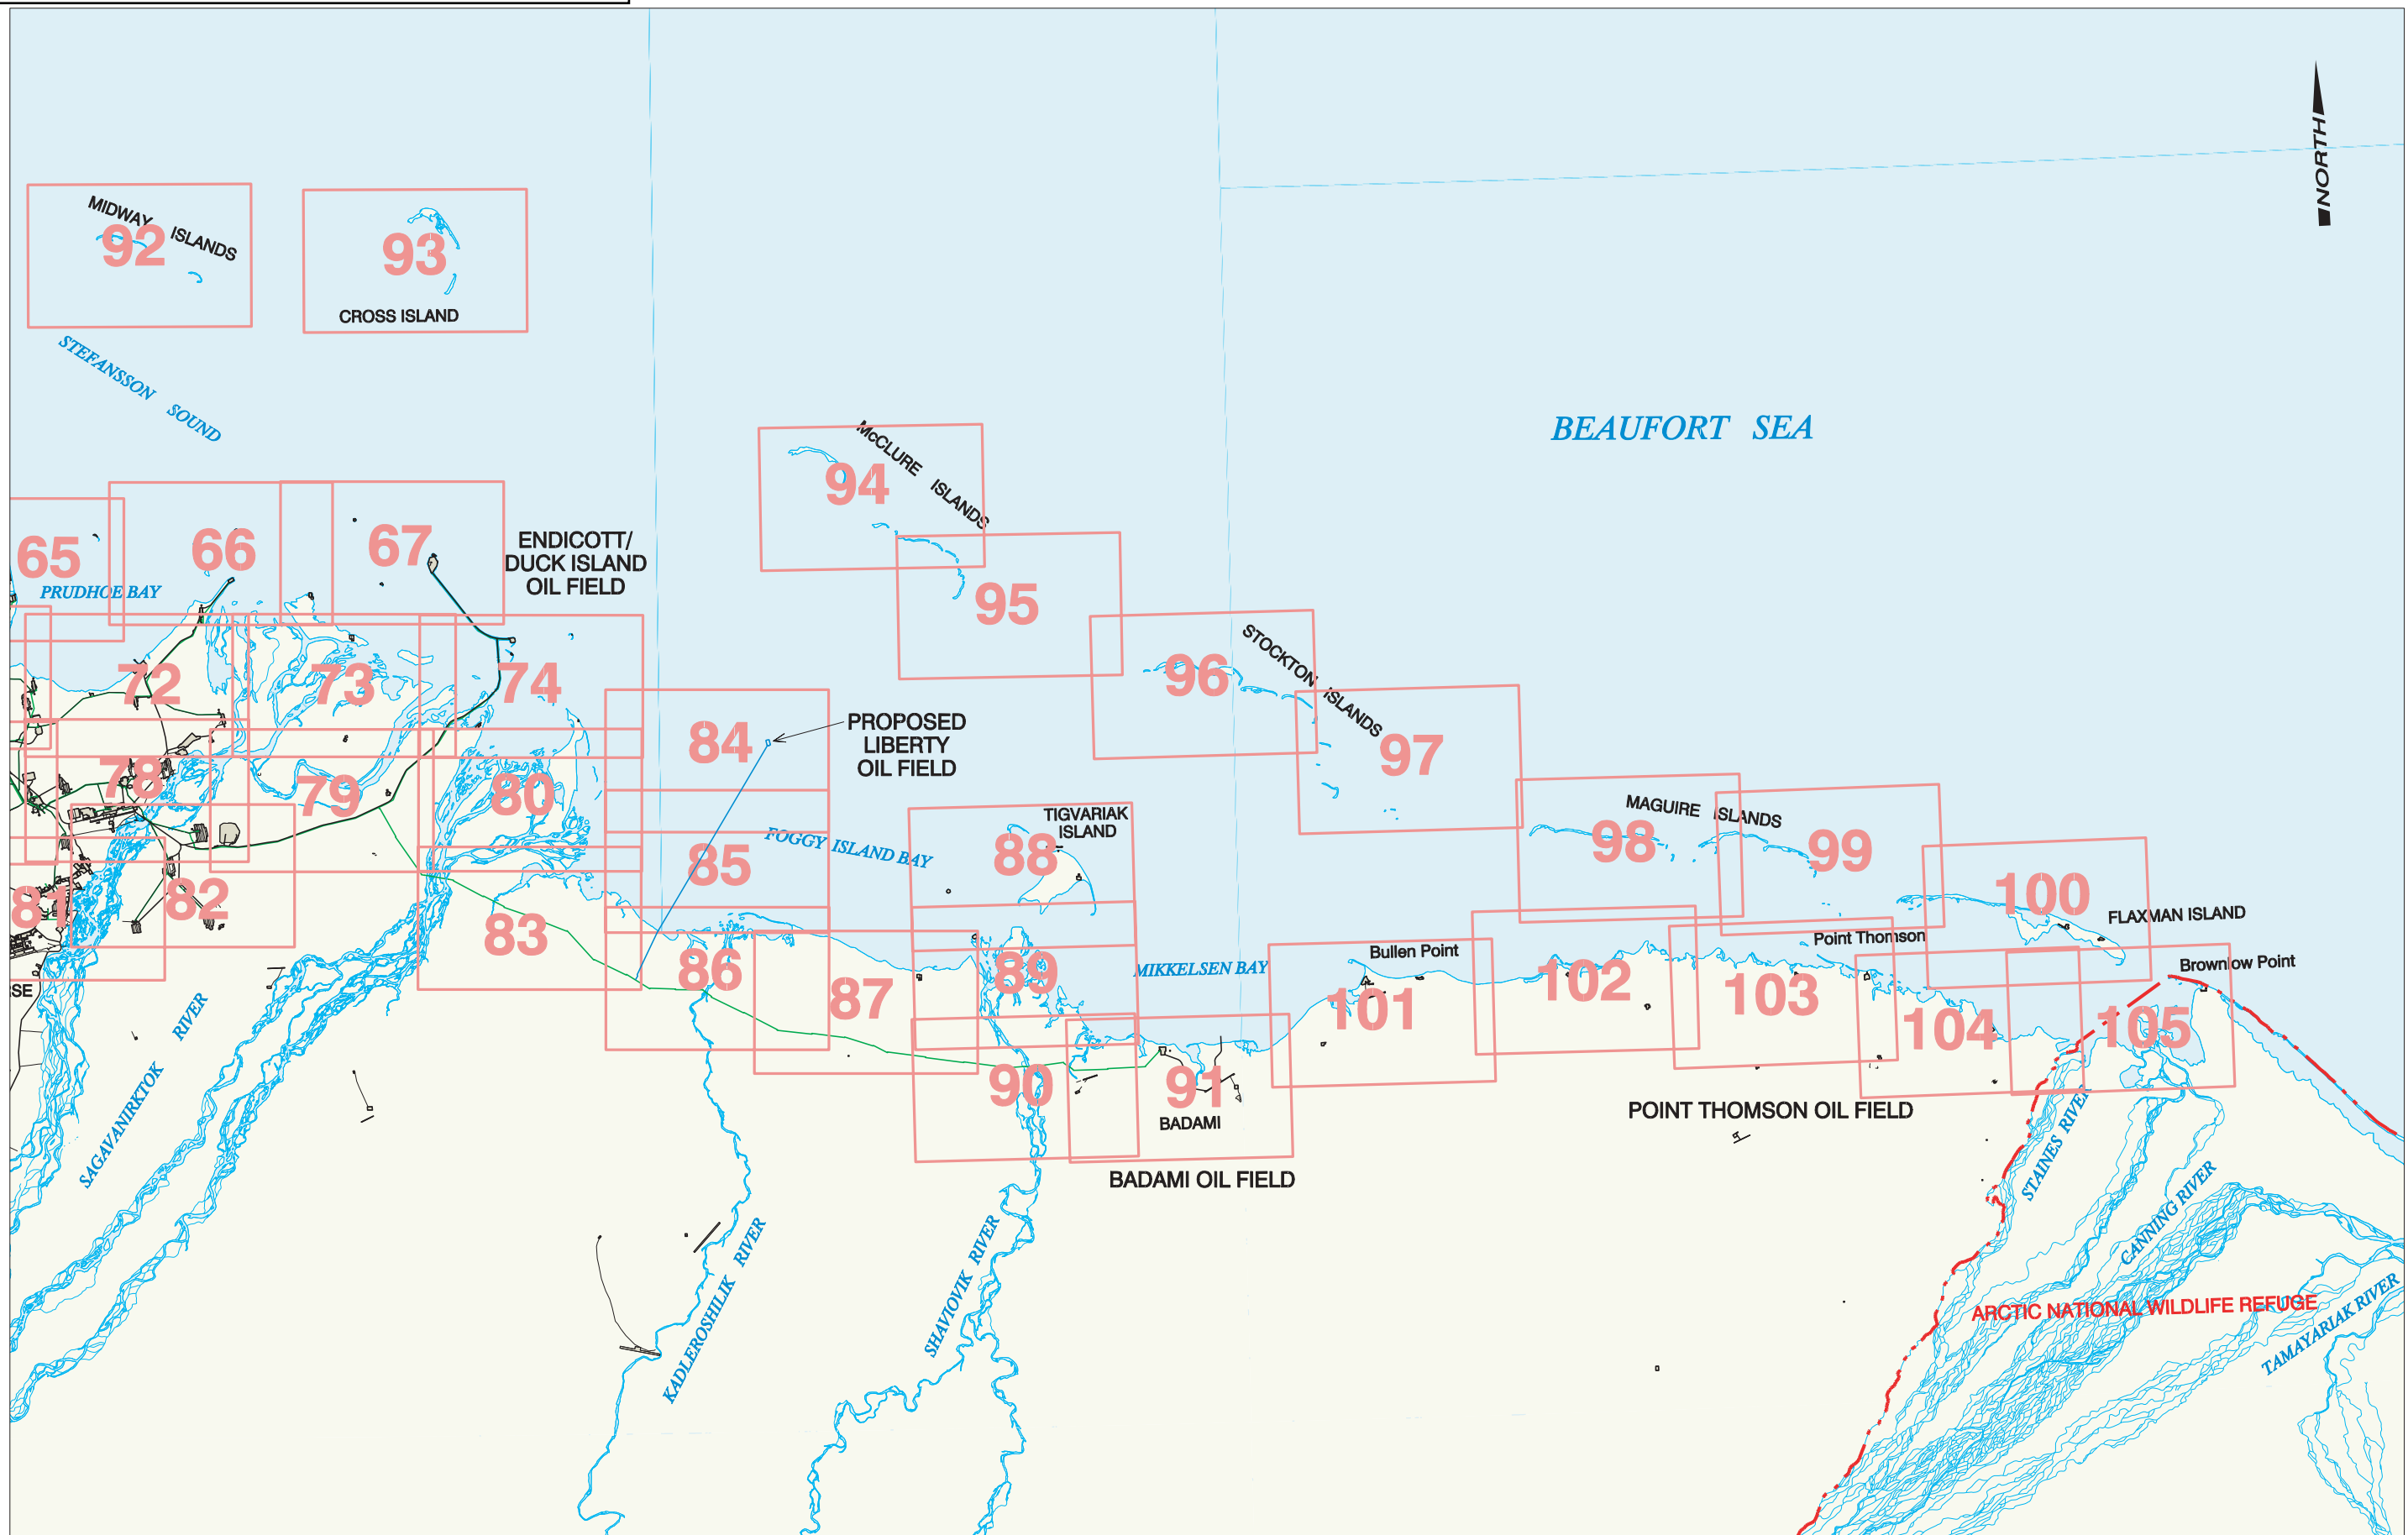 NORTH
MIDWAY ISLANDS
92
93
CROSS ISLAND
STEFANSSON SOUND
BEAUFORT SEA
McCLURE ISLANDS
94
65
66
67
ENDICOTT/
DUCK ISLAND
OIL FIELD
PRUDHOE BAY
95
STOCKTON ISLANDS
96
72
73
74
84
PROPOSED
LIBERTY
OIL FIELD
97
78
79
80
TIGVARIAK
ISLAND
MAGUIRE ISLANDS
98
99
FOGGY ISLAND BAY
85
88
81
82
83
100
FLAXMAN ISLAND
Point Thomson
Bullen Point
Brownlow Point
MIKKELSEN BAY
86
87
89
101
102
103
104
105
SE
SAGAVANIRKTOK RIVER
90
91
BADAMI
POINT THOMSON OIL FIELD
BADAMI OIL FIELD
STAINES RIVER
CANNING RIVER
KADLEROSHILIK RIVER
SHAVIOVIK RIVER
ARCTIC NATIONAL WILDLIFE REFUGE
TAMAYARIAK RIVER